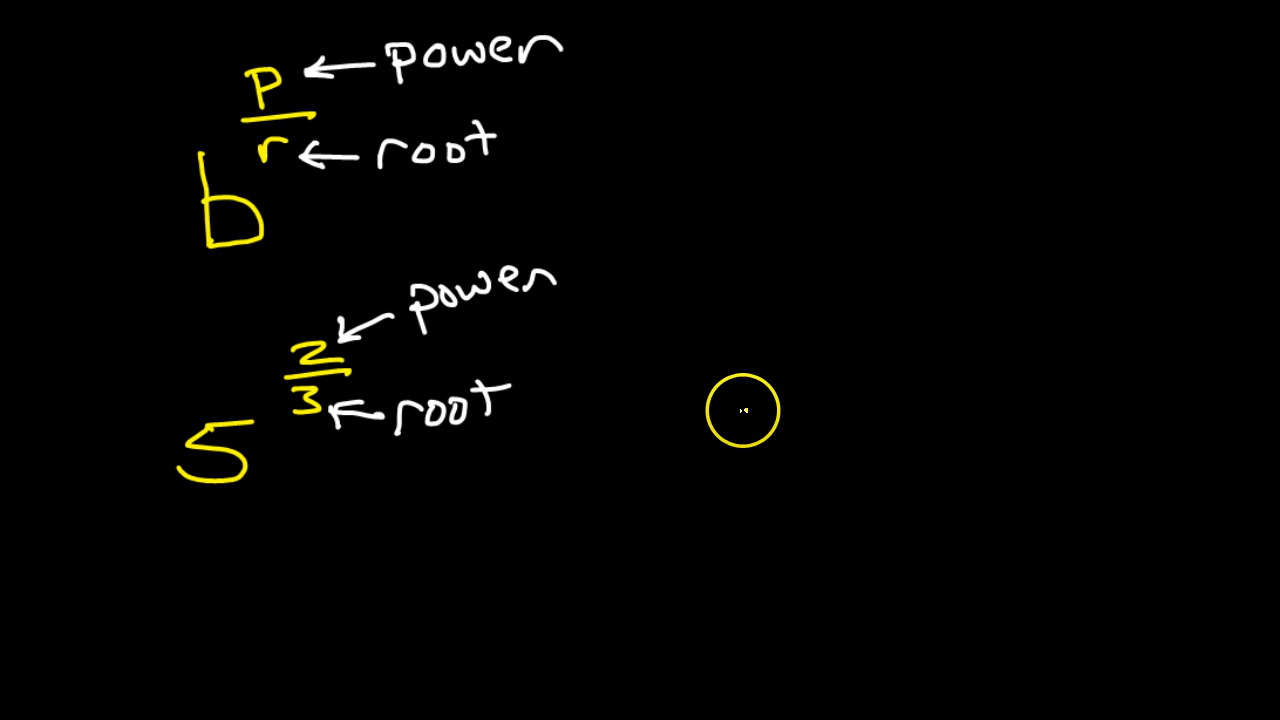 p ← power
r ← root
b
2 ← power
3 ← root
5